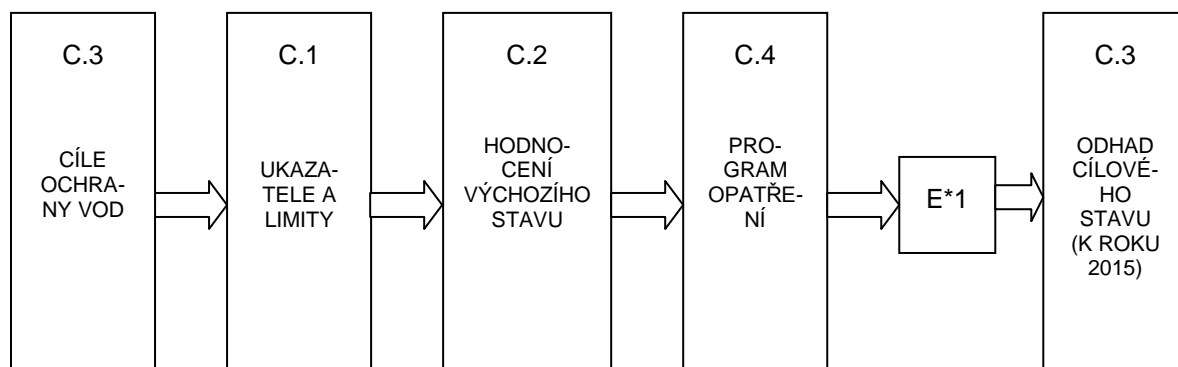 C.3
CÍLE
OCHRA-
NY VOD
C.1
UKAZA-
TELE A
LIMITY
C.2
HODNO-
CENÍ
VÝCHOZÍHO
STAVU
C.4
PRO-
GRAM
OPATŘE-
NÍ
E*1
C.3
ODHAD
CÍLOVÉ-
HO
STAVU
(K ROKU
2015)